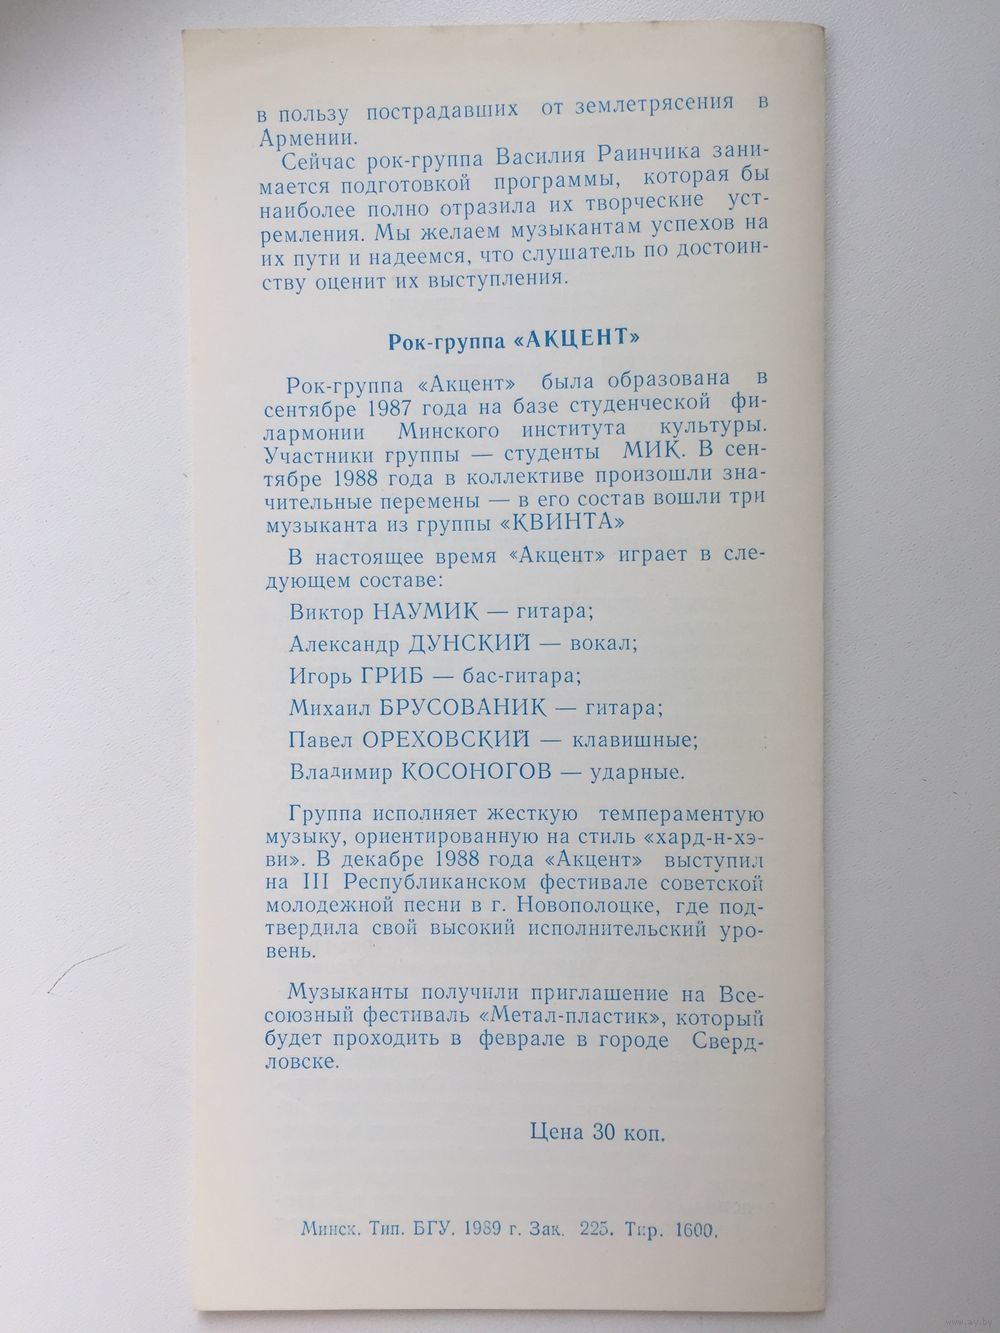 в пользу пострадавших от землетрясения в
Армении.
Сейчас рок-группа Василия Раинчика зани-
мается подготовкой программы, которая бы
наиболее полно отразила их творческие уст-
ремления. Мы желаем музыкантам успехов на
их пути и надеемся, что слушатель по достоин-
ству оценит их выступления.
Рок-группа «АКЦЕНТ»
Рок-группа «Акцент» была образована в
сентябре 1987 года на базе студенческой фи-
лармонии Минского института культуры.
Участники группы — студенты МИК. В сен-
тябре 1988 года в коллективе произошли зна-
чительные перемены — в его состав вошли три
музыканта из группы «КВИНТА»
В настоящее время «Акцент» играет в сле-
дующем составе:
Виктор НАУМИК — гитара;
Александр ДУНСКИЙ — вокал;
Игорь ГРИБ — бас-гитара;
Михаил БРУСОВАНИК — гитара;
Павел ОРЕХОВСКИЙ — клавишные;
Владимир КОСОНОГОВ — ударные.
Группа исполняет жесткую темпераментую
музыку, ориентированную на стиль «хард-н-хэ-
ви». В декабре 1988 года «Акцент» выступил
на III Республиканском фестивале советской
молодежной песни в г. Новополоцке, где под-
твердила свой высокий исполнительский уро-
вень.
Музыканты получили приглашение на Все-
союзный фестиваль «Метал-пластик», который
будет проходить в феврале в городе Сверд-
ловске.
Цена 30 коп.
Минск. Тип. БГУ. 1989 г. Зак. 225. Тир. 1600.
www.ay.by